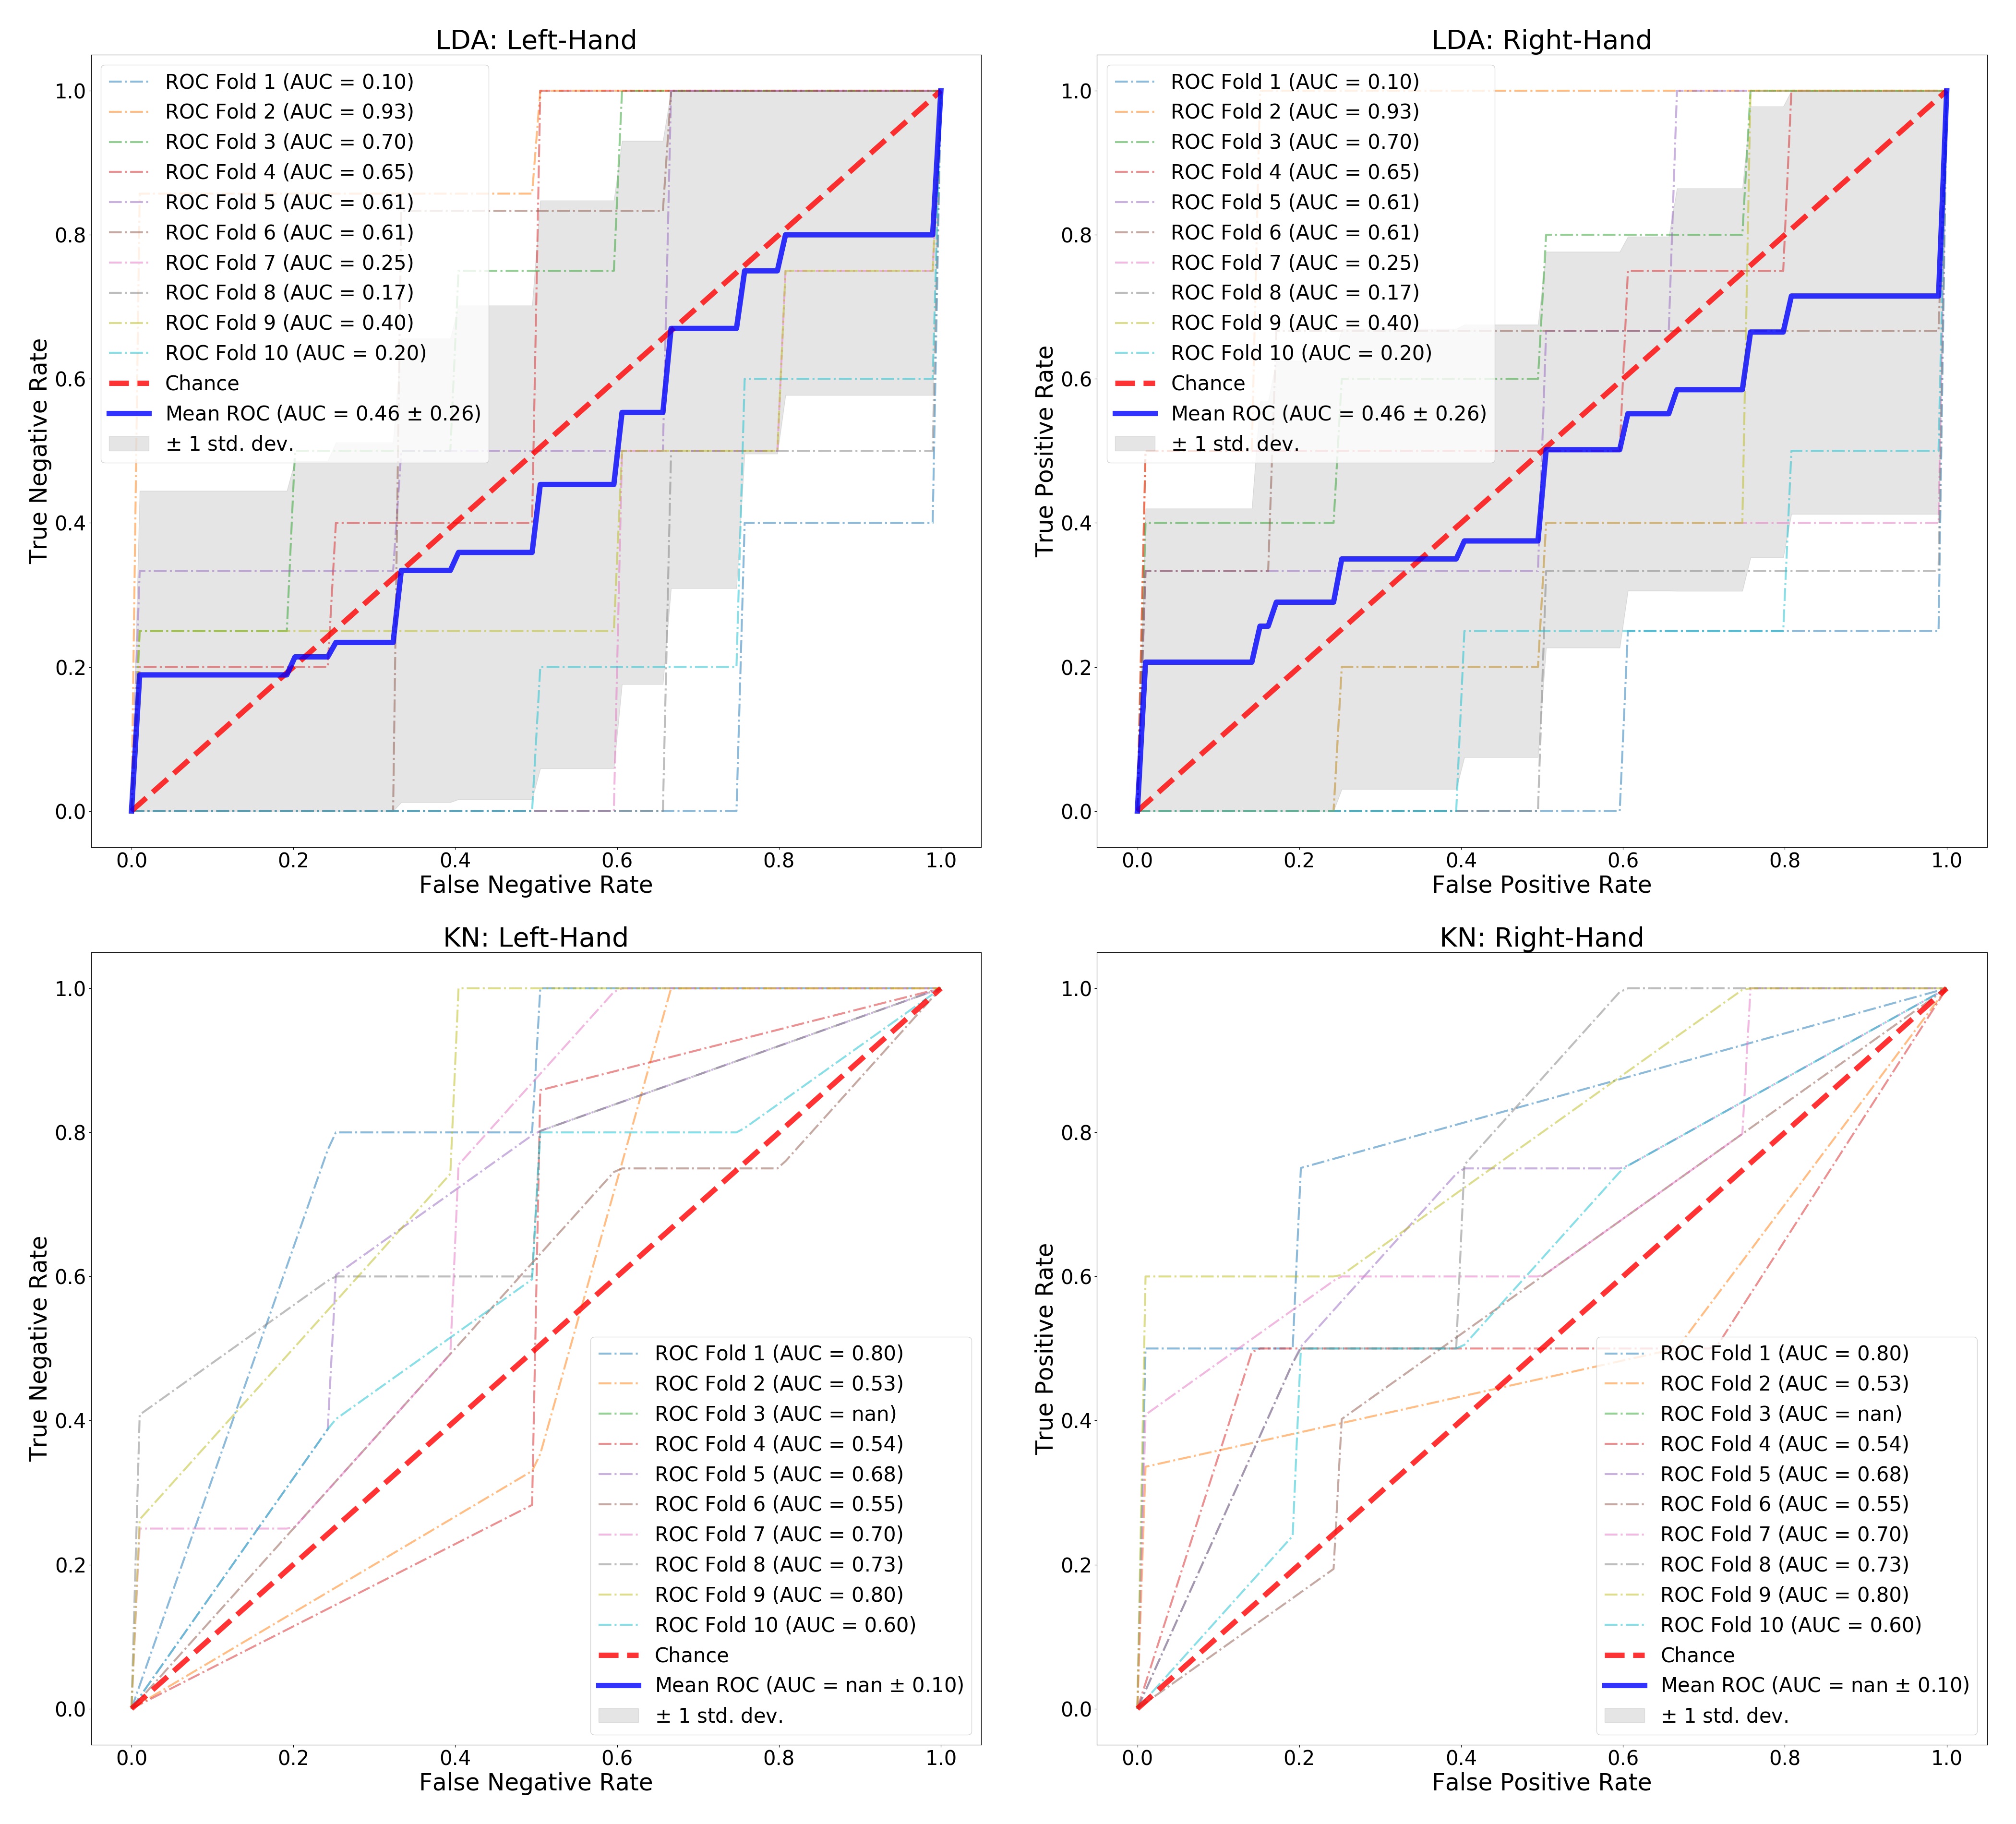 LDA: Left-Hand
ROC Fold 1 (AUC = 0.10)
ROC Fold 2 (AUC = 0.93)
ROC Fold 3 (AUC = 0.70)
ROC Fold 4 (AUC = 0.65)
ROC Fold 5 (AUC = 0.61)
ROC Fold 6 (AUC = 0.61)
ROC Fold 7 (AUC = 0.25)
ROC Fold 8 (AUC = 0.17)
ROC Fold 9 (AUC = 0.40)
ROC Fold 10 (AUC = 0.20)
Chance
Mean ROC (AUC = 0.46 ± 0.26)
± 1 std. dev.
True Negative Rate
1.0
0.8
0.6
0.4
0.2
0.0
0.0 0.2 0.4 0.6 0.8 1.0
False Negative Rate
LDA: Right-Hand
ROC Fold 1 (AUC = 0.10)
ROC Fold 2 (AUC = 0.93)
ROC Fold 3 (AUC = 0.70)
ROC Fold 4 (AUC = 0.65)
ROC Fold 5 (AUC = 0.61)
ROC Fold 6 (AUC = 0.61)
ROC Fold 7 (AUC = 0.25)
ROC Fold 8 (AUC = 0.17)
ROC Fold 9 (AUC = 0.40)
ROC Fold 10 (AUC = 0.20)
Chance
Mean ROC (AUC = 0.46 ± 0.26)
± 1 std. dev.
True Positive Rate
1.0
0.8
0.6
0.4
0.2
0.0
0.0 0.2 0.4 0.6 0.8 1.0
False Positive Rate
KN: Left-Hand
True Negative Rate
1.0
0.8
0.6
0.4
0.2
0.0
ROC Fold 1 (AUC = 0.80)
ROC Fold 2 (AUC = 0.53)
ROC Fold 3 (AUC = nan)
ROC Fold 4 (AUC = 0.54)
ROC Fold 5 (AUC = 0.68)
ROC Fold 6 (AUC = 0.55)
ROC Fold 7 (AUC = 0.70)
ROC Fold 8 (AUC = 0.73)
ROC Fold 9 (AUC = 0.80)
ROC Fold 10 (AUC = 0.60)
Chance
Mean ROC (AUC = nan ± 0.10)
± 1 std. dev.
0.0 0.2 0.4 0.6 0.8 1.0
False Negative Rate
KN: Right-Hand
True Positive Rate
1.0
0.8
0.6
0.4
0.2
0.0
ROC Fold 1 (AUC = 0.80)
ROC Fold 2 (AUC = 0.53)
ROC Fold 3 (AUC = nan)
ROC Fold 4 (AUC = 0.54)
ROC Fold 5 (AUC = 0.68)
ROC Fold 6 (AUC = 0.55)
ROC Fold 7 (AUC = 0.70)
ROC Fold 8 (AUC = 0.73)
ROC Fold 9 (AUC = 0.80)
ROC Fold 10 (AUC = 0.60)
Chance
Mean ROC (AUC = nan ± 0.10)
± 1 std. dev.
0.0 0.2 0.4 0.6 0.8 1.0
False Positive Rate